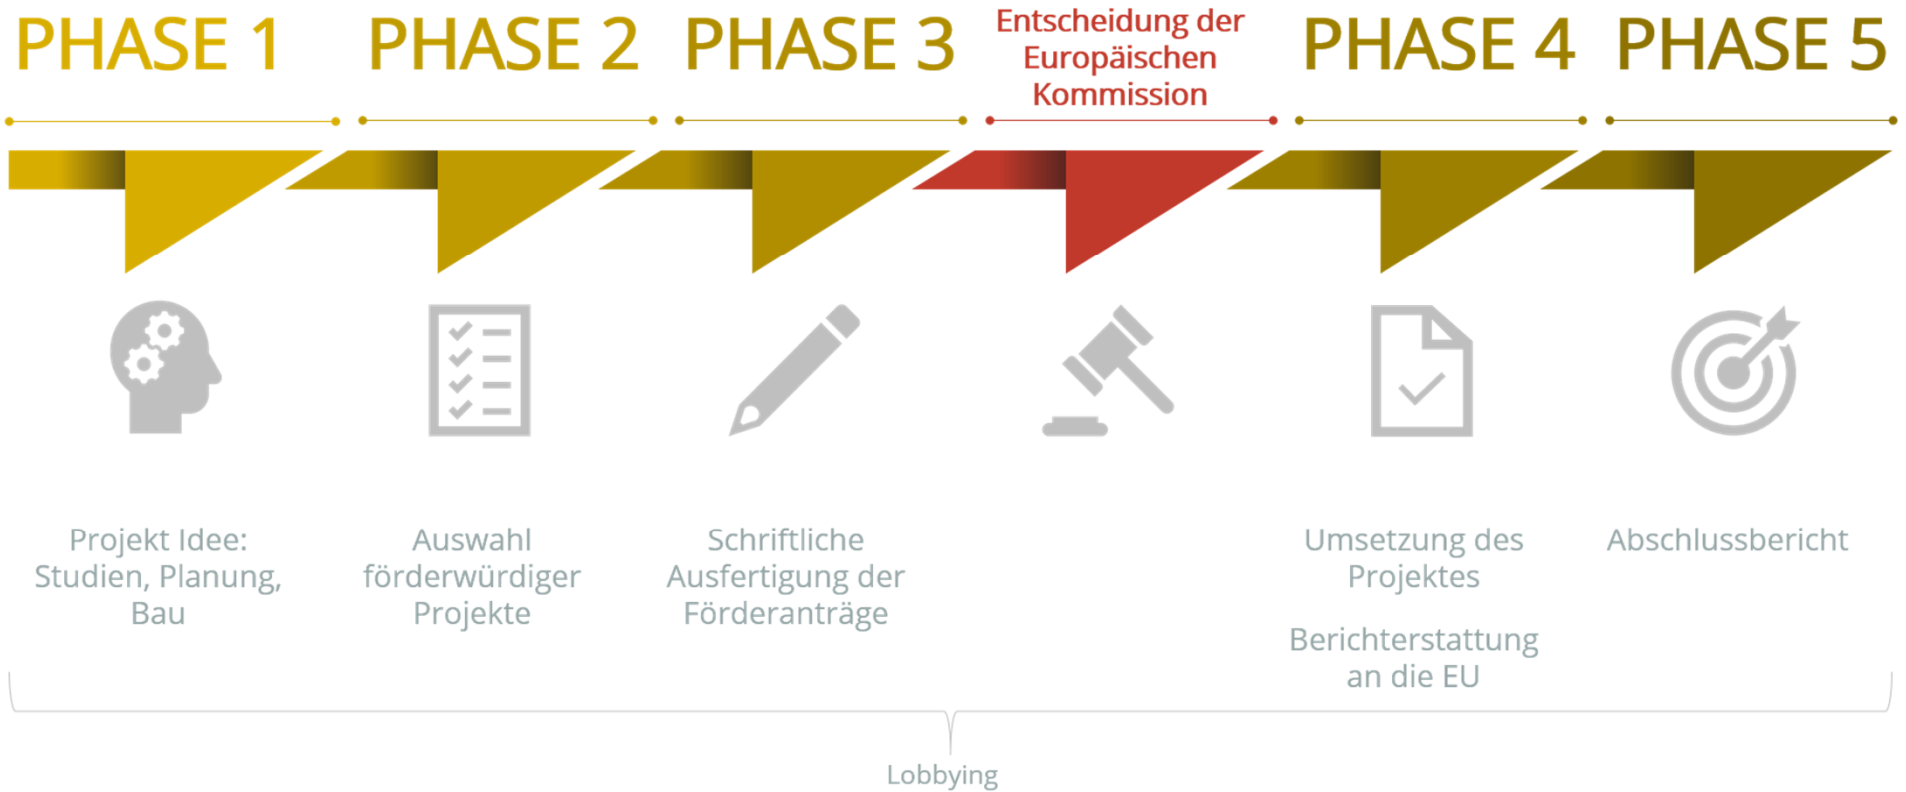 PHASE 1
PHASE 2
PHASE 3
Entscheidung der
Europäischen
Kommission
PHASE 4
PHASE 5
Projekt Idee:
Studien, Planung,
Bau
Auswahl
förderwürdiger
Projekte
Schriftliche
Ausfertigung der
Förderanträge
Umsetzung des
Projektes
Berichterstattung
an die EU
Abschlussbericht
Lobbying